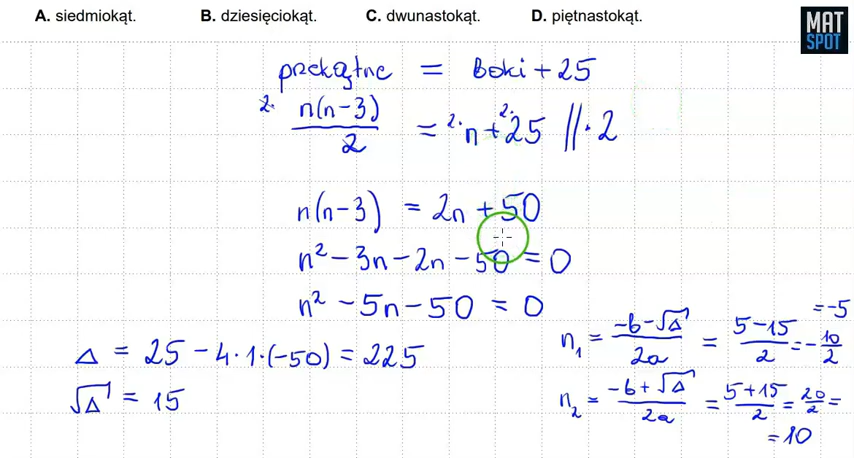 A. siedmiokąt. B. dziesięciokąt. C. dwunastokąt. D. piętnastokąt.
MAT
SPOT
przekątne = boki + 25
2· n(n-3)/2 = 2·n + 2·25 //·2
n(n-3) = 2n + 50
n² - 3n - 2n - 50 = 0
n² - 5n - 50 = 0
Δ = 25 - 4·1·(-50) = 225
√Δ = 15
n₁ = (-b-√Δ)/2a = (5-15)/2 = -10/2 = -5
n₂ = (-b+√Δ)/2a = (5+15)/2 = 20/2 =
= 10